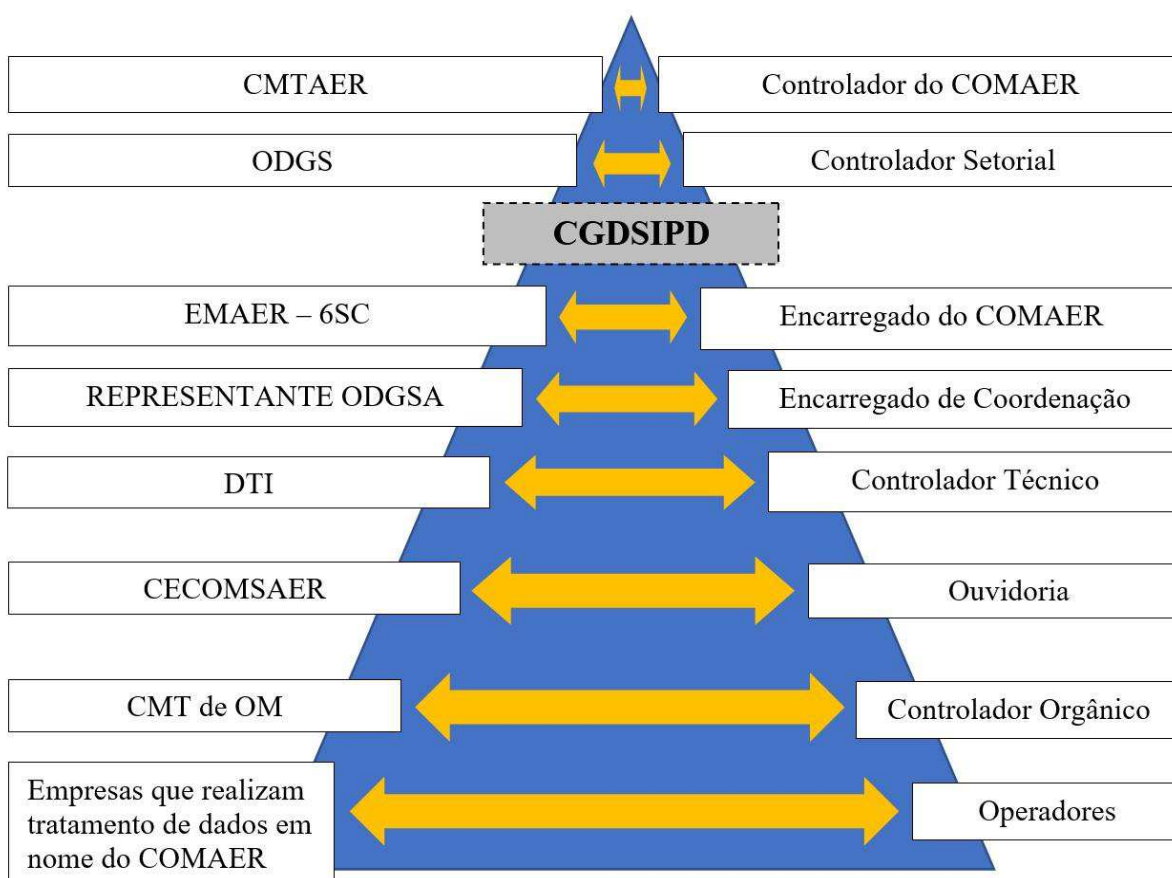 CMTAER
Controlador do COMAER
ODGS
Controlador Setorial
CGDSIPD
EMAER – 6SC
Encarregado do COMAER
REPRESENTANTE ODGSA
Encarregado de Coordenação
DTI
Controlador Técnico
CECOMSAER
Ouvidoria
CMT de OM
Controlador Orgânico
Empresas que realizam
tratamento de dados em
nome do COMAER
Operadores